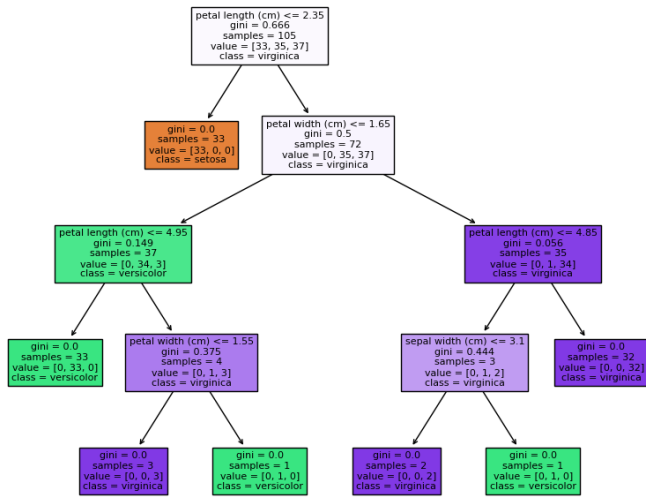 petal length (cm) <= 2.35
gini = 0.666
samples = 105
value = [33, 35, 37]
class = virginica
gini = 0.0
samples = 33
value = [33, 0, 0]
class = setosa
petal width (cm) <= 1.65
gini = 0.5
samples = 72
value = [0, 35, 37]
class = virginica
petal length (cm) <= 4.95
gini = 0.149
samples = 37
value = [0, 34, 3]
class = versicolor
petal length (cm) <= 4.85
gini = 0.056
samples = 35
value = [0, 1, 34]
class = virginica
gini = 0.0
samples = 33
value = [0, 33, 0]
class = versicolor
petal width (cm) <= 1.55
gini = 0.375
samples = 4
value = [0, 1, 3]
class = virginica
sepal width (cm) <= 3.1
gini = 0.444
samples = 3
value = [0, 1, 2]
class = virginica
gini = 0.0
samples = 32
value = [0, 0, 32]
class = virginica
gini = 0.0
samples = 3
value = [0, 0, 3]
class = virginica
gini = 0.0
samples = 1
value = [0, 1, 0]
class = versicolor
gini = 0.0
samples = 2
value = [0, 0, 2]
class = virginica
gini = 0.0
samples = 1
value = [0, 1, 0]
class = versicolor